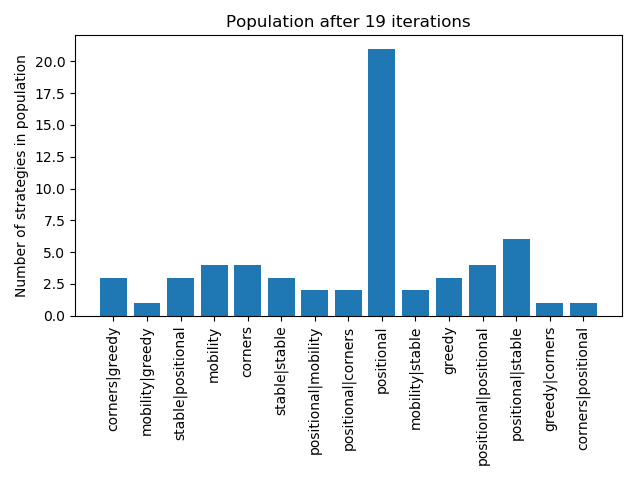 Population after 19 iterations
Number of strategies in population
20.0
17.5
15.0
12.5
10.0
7.5
5.0
2.5
0.0
corners|greedy
mobility|greedy
stable|positional
mobility
corners
stable|stable
positional|mobility
positional|corners
positional
mobility|stable
greedy
positional|positional
positional|stable
greedy|corners
corners|positional